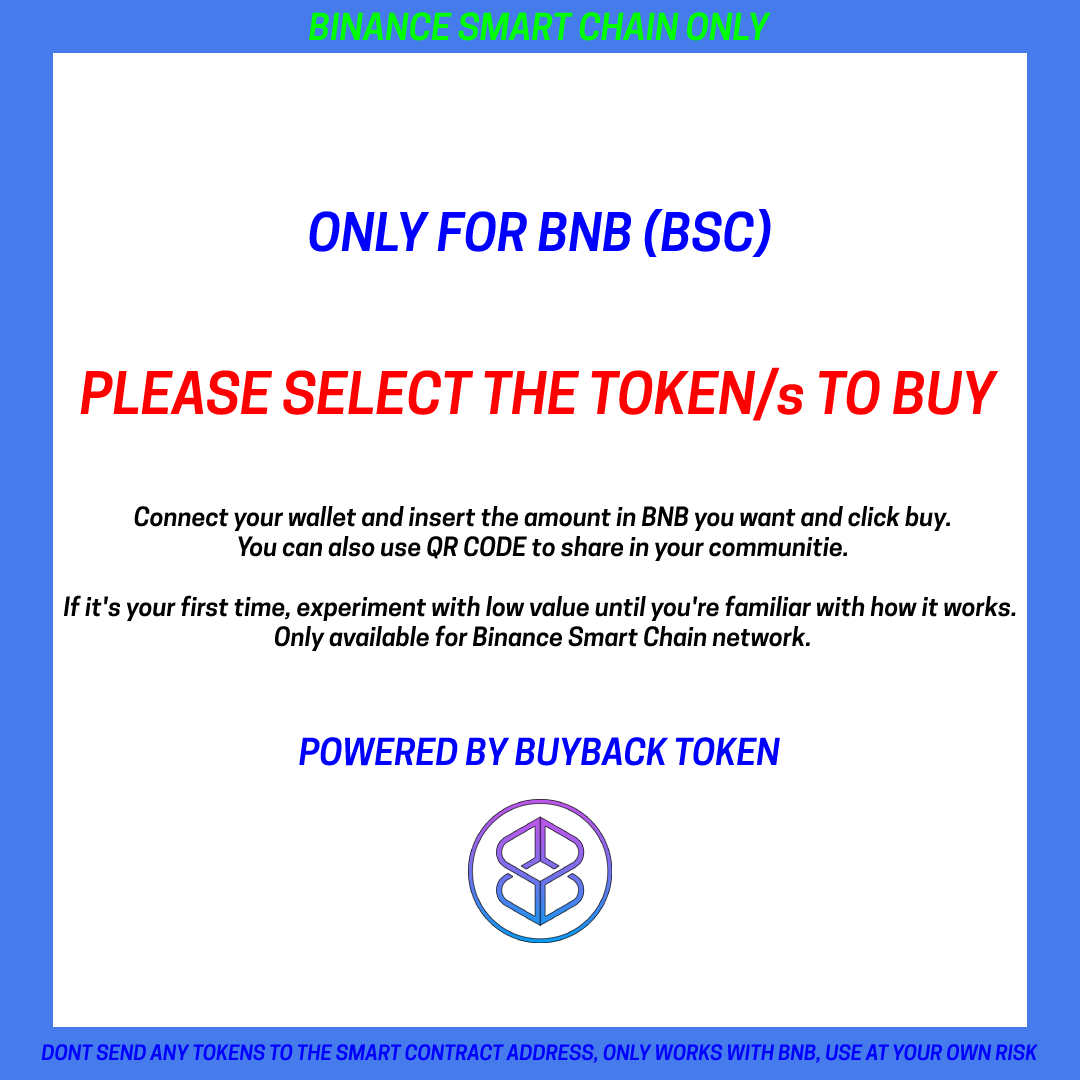 BINANCE SMART CHAIN ONLY
ONLY FOR BNB (BSC)
PLEASE SELECT THE TOKEN/s TO BUY
Connect your wallet and insert the amount in BNB you want and click buy.
You can also use QR CODE to share in your communitie.
If it's your first time, experiment with low value until you're familiar with how it works.
Only available for Binance Smart Chain network.
POWERED BY BUYBACK TOKEN
DONT SEND ANY TOKENS TO THE SMART CONTRACT ADDRESS, ONLY WORKS WITH BNB, USE AT YOUR OWN RISK